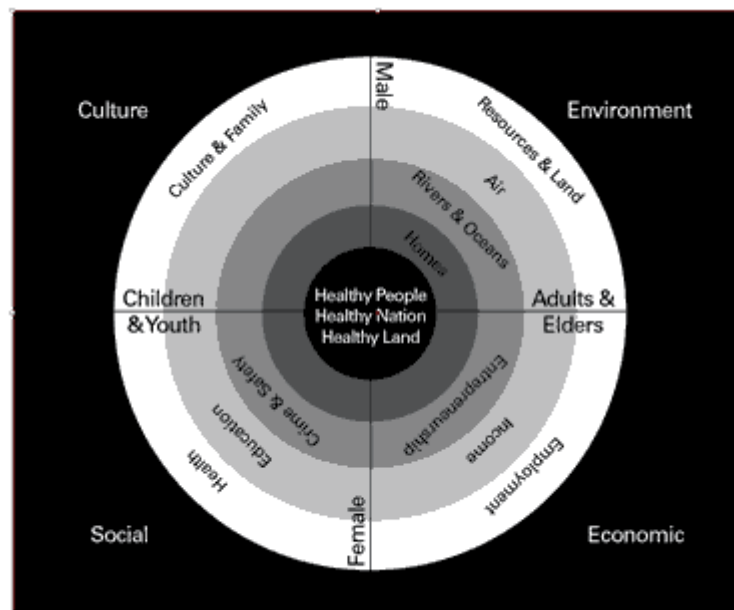 Culture
Environment
Male
Culture & Family
Resources & Land
Air
Rivers & Oceans
Homes
Children
& Youth
Healthy People
Healthy Nation
Healthy Land
Adults &
Elders
Crime & Safety
Education
Health
Entrepreneurship
Income
Employment
Female
Social
Economic